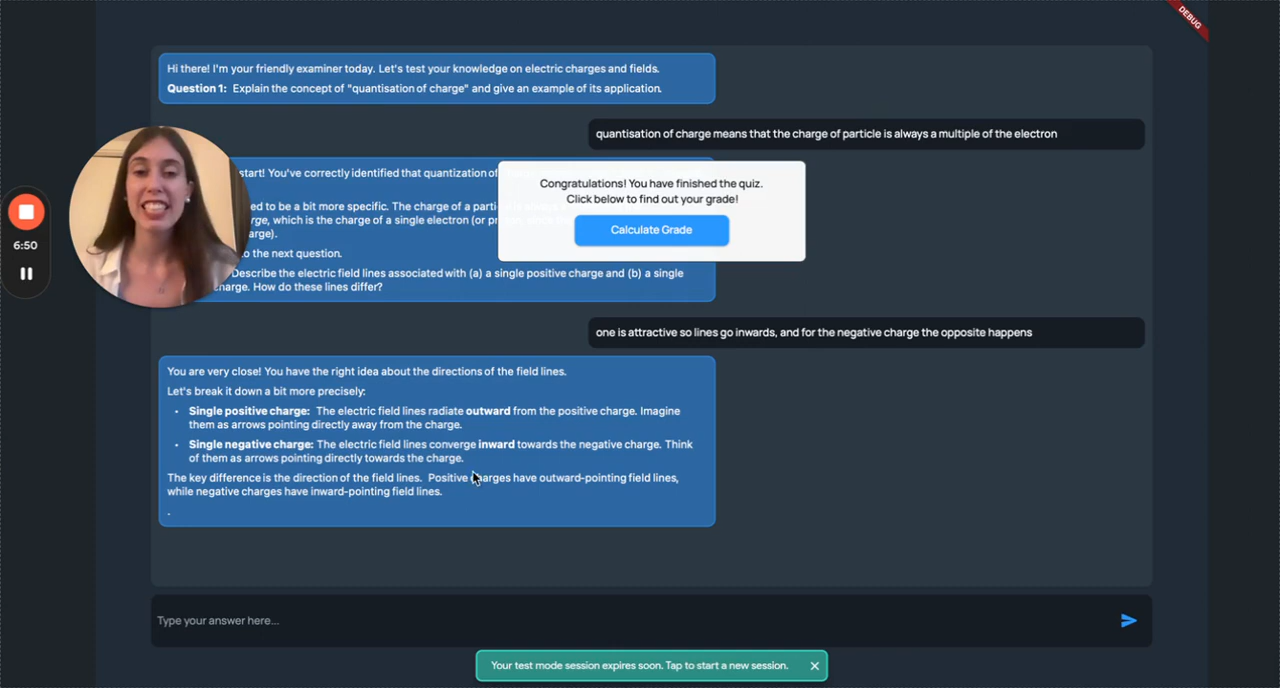 DEBUG
Hi there! I'm your friendly examiner today. Let's test your knowledge on electric charges and fields.
Question 1: Explain the concept of "quantisation of charge" and give an example of its application.
quantisation of charge means that the charge of particle is always a multiple of the electron
start! You've correctly identified that quantization of
ed to be a bit more specific. The charge of a parti
rge, which is the charge of a single electron (or pr
arge).
o the next question.
Describe the electric field lines associated with (a) a single positive charge and (b) a single
harge. How do these lines differ?
Congratulations! You have finished the quiz.
Click below to find out your grade!
Calculate Grade
6:50
one is attractive so lines go inwards, and for the negative charge the opposite happens
You are very close! You have the right idea about the directions of the field lines.
Let's break it down a bit more precisely:
• Single positive charge: The electric field lines radiate outward from the positive charge. Imagine
them as arrows pointing directly away from the charge.
• Single negative charge: The electric field lines converge inward towards the negative charge. Think
of them as arrows pointing directly towards the charge.
The key difference is the direction of the field lines. Positive charges have outward-pointing field lines,
while negative charges have inward-pointing field lines.
.
Type your answer here...
Your test mode session expires soon. Tap to start a new session.